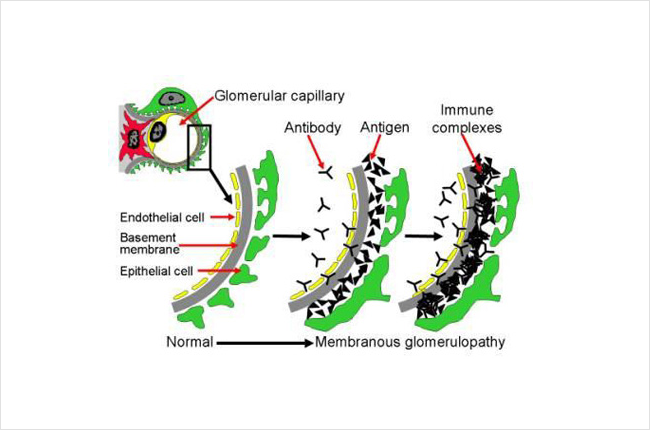 Glomerular capillary
Immune
complexes
Antibody
Antigen
Endothelial cell
Basement
membrane
Epithelial cell
Normal
Membranous glomerulopathy